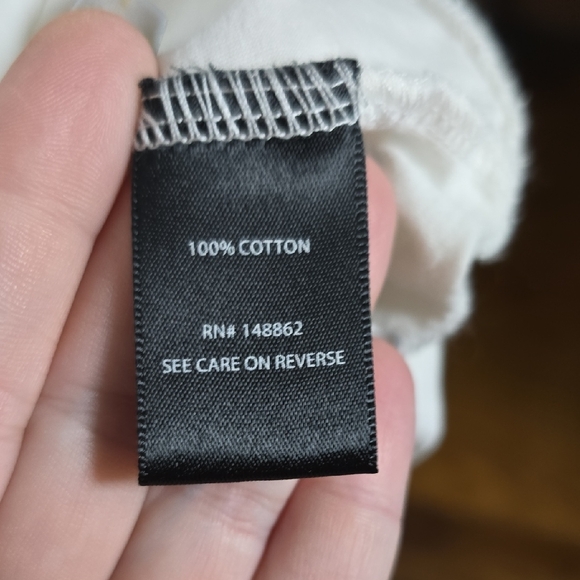 100% COTTON
RN# 148862
SEE CARE ON REVERSE